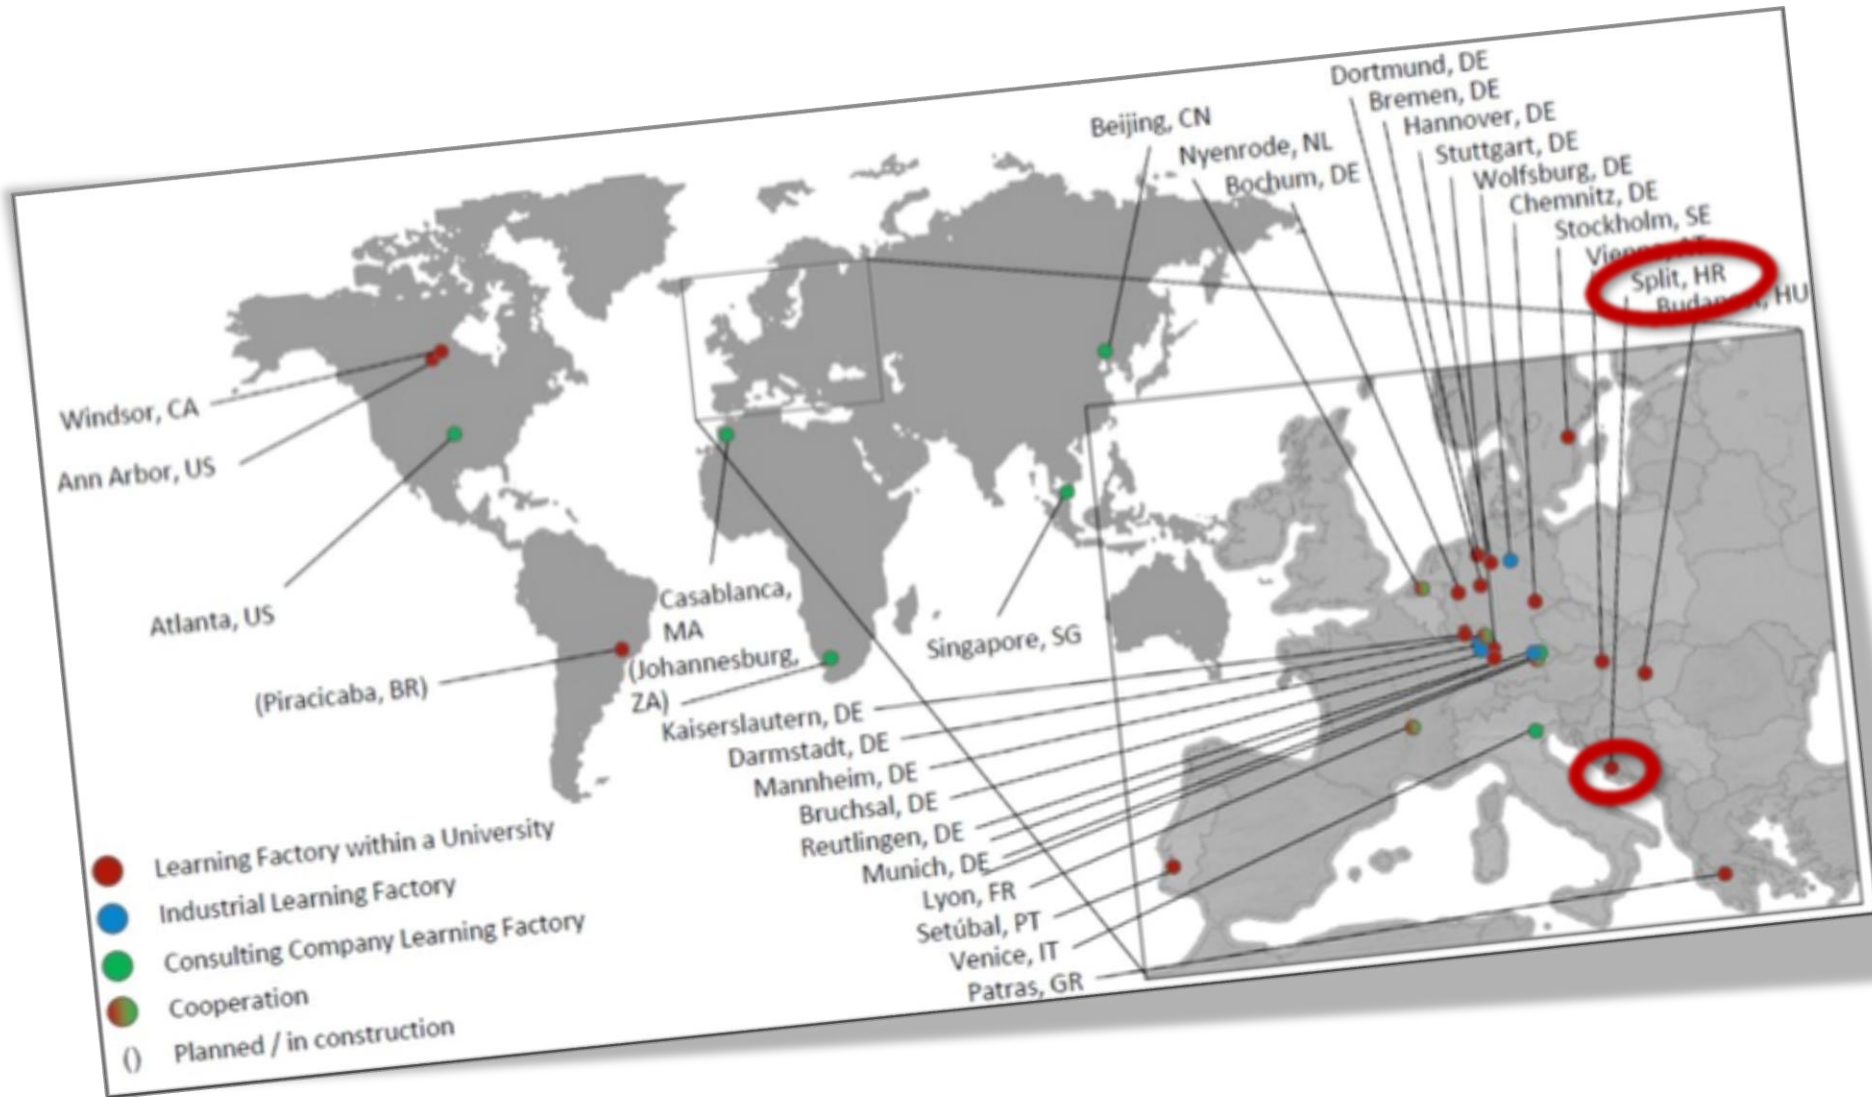 Dortmund, DE
Bremen, DE
Hannover, DE
Stuttgart, DE
Wolfsburg, DE
Chemnitz, DE
Stockholm, SE
Split, HR
HU
Beijing, CN
Nyenrode, NL
Bochum, DE
Windsor, CA
Ann Arbor, US
Atlanta, US
(Piracicaba, BR)
Casablanca,
MA
(Johannesburg,
ZA)
Singapore, SG
Kaiserslautern, DE
Darmstadt, DE
Mannheim, DE
Bruchsal, DE
Reutlingen, DE
Munich, DE
Lyon, FR
Setúbal, PT
Venice, IT
Patras, GR
Learning Factory within a University
Industrial Learning Factory
Consulting Company Learning Factory
Cooperation
() Planned / in construction